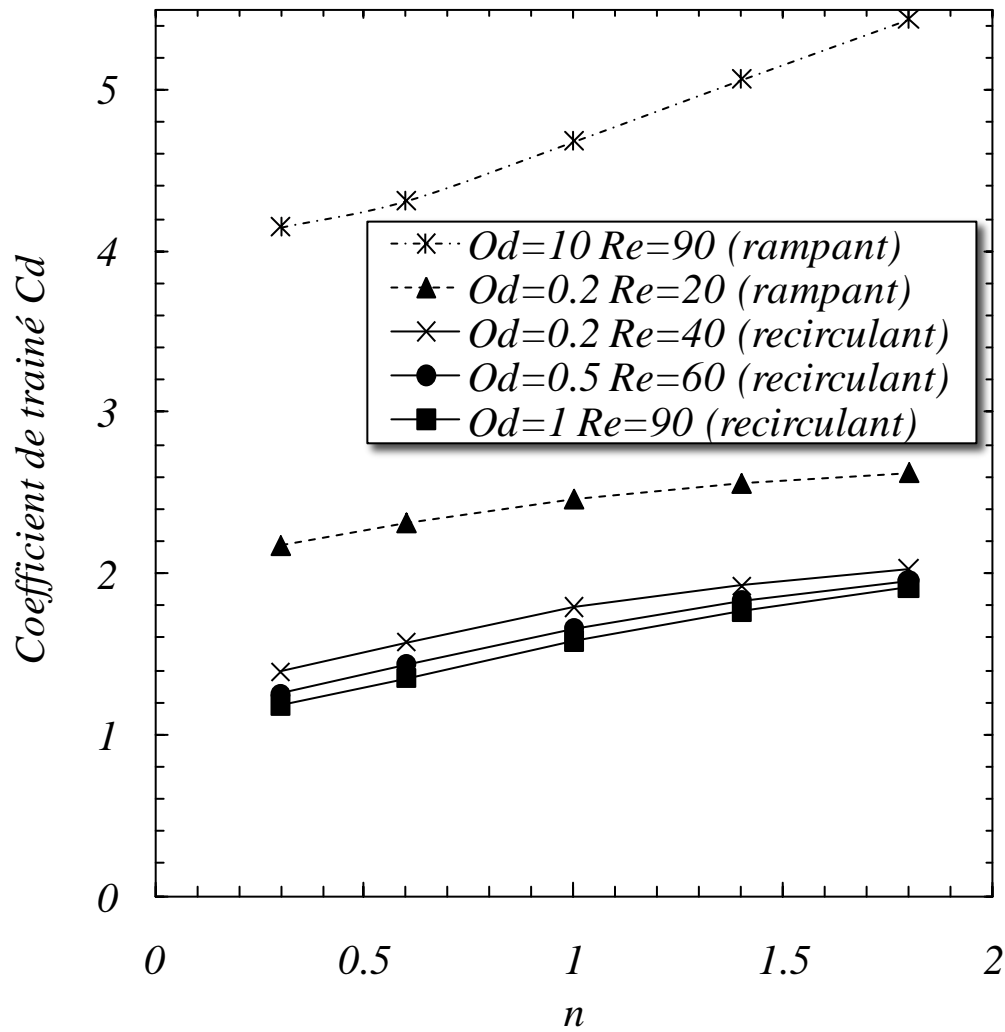 5
4
Od=10 Re=90 (rampant)
Od=0.2 Re=20 (rampant)
Od=0.2 Re=40 (recirculant)
Od=0.5 Re=60 (recirculant)
Od=1 Re=90 (recirculant)
3
2
1
0
Coefficient de trainé Cd
0 0.5 1 1.5 2
n